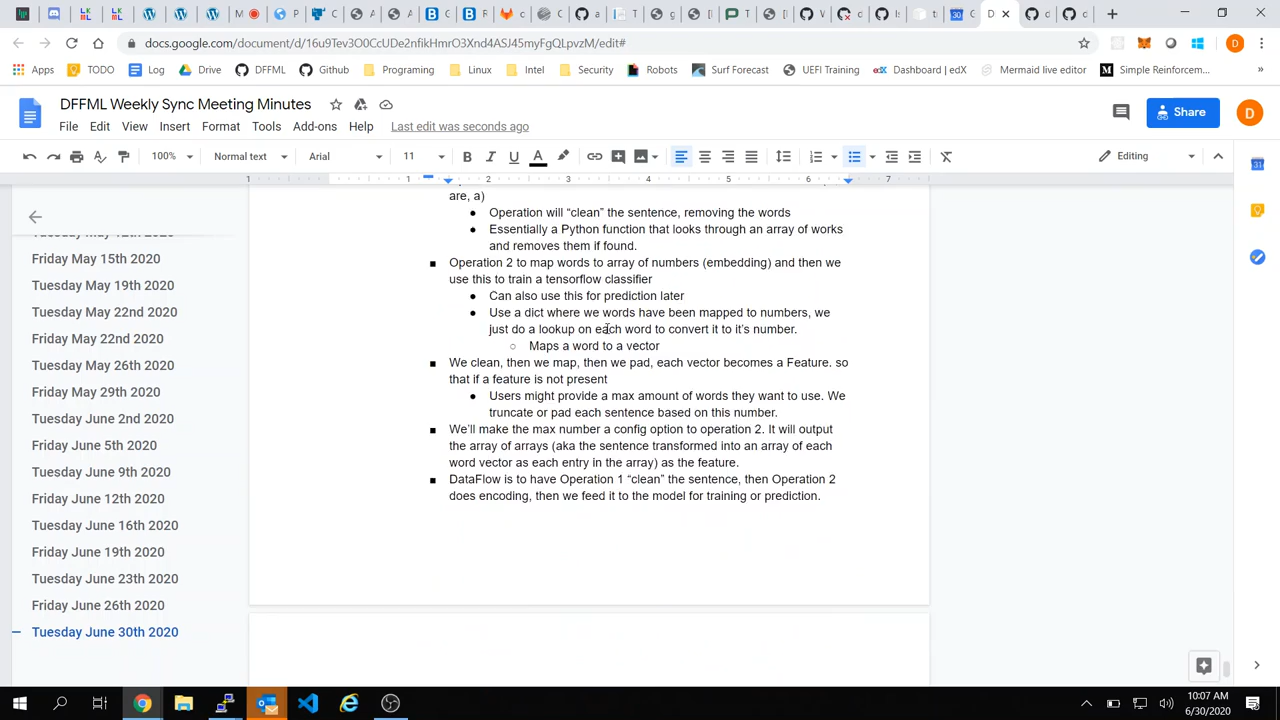 docs.google.com/document/d/16u9Tev3O0CcUDe2nfikHmrO3Xnd4ASJ45myFgQLpvzM/edit#
Apps TODO Log Drive DFFML Github Programing Linux Intel Security Robots Surf Forecast UEFI Training Dashboard | edX Mermaid live editor Simple Reinforcem... »
DFFML Weekly Sync Meeting Minutes
Share
File Edit View Insert Format Tools Add-ons Help Last edit was seconds ago
100% Normal text Arial 11 Editing
1 1 2 3 4 5 6 7
are, a)
● Operation will “clean” the sentence, removing the words
● Essentially a Python function that looks through an array of works
and removes them if found.
■ Operation 2 to map words to array of numbers (embedding) and then we
use this to train a tensorflow classifier
● Can also use this for prediction later
● Use a dict where we words have been mapped to numbers, we
just do a lookup on each word to convert it to it’s number.
○ Maps a word to a vector
■ We clean, then we map, then we pad, each vector becomes a Feature. so
that if a feature is not present
● Users might provide a max amount of words they want to use. We
truncate or pad each sentence based on this number.
■ We’ll make the max number a config option to operation 2. It will output
the array of arrays (aka the sentence transformed into an array of each
word vector as each entry in the array) as the feature.
■ DataFlow is to have Operation 1 “clean” the sentence, then Operation 2
does encoding, then we feed it to the model for training or prediction.
Friday May 15th 2020
Tuesday May 19th 2020
Tuesday May 22nd 2020
Friday May 22nd 2020
Tuesday May 26th 2020
Friday May 29th 2020
Tuesday June 2nd 2020
Friday June 5th 2020
Tuesday June 9th 2020
Friday June 12th 2020
Tuesday June 16th 2020
Friday June 19th 2020
Tuesday June 23th 2020
Friday June 26th 2020
Tuesday June 30th 2020
10:07 AM
6/30/2020